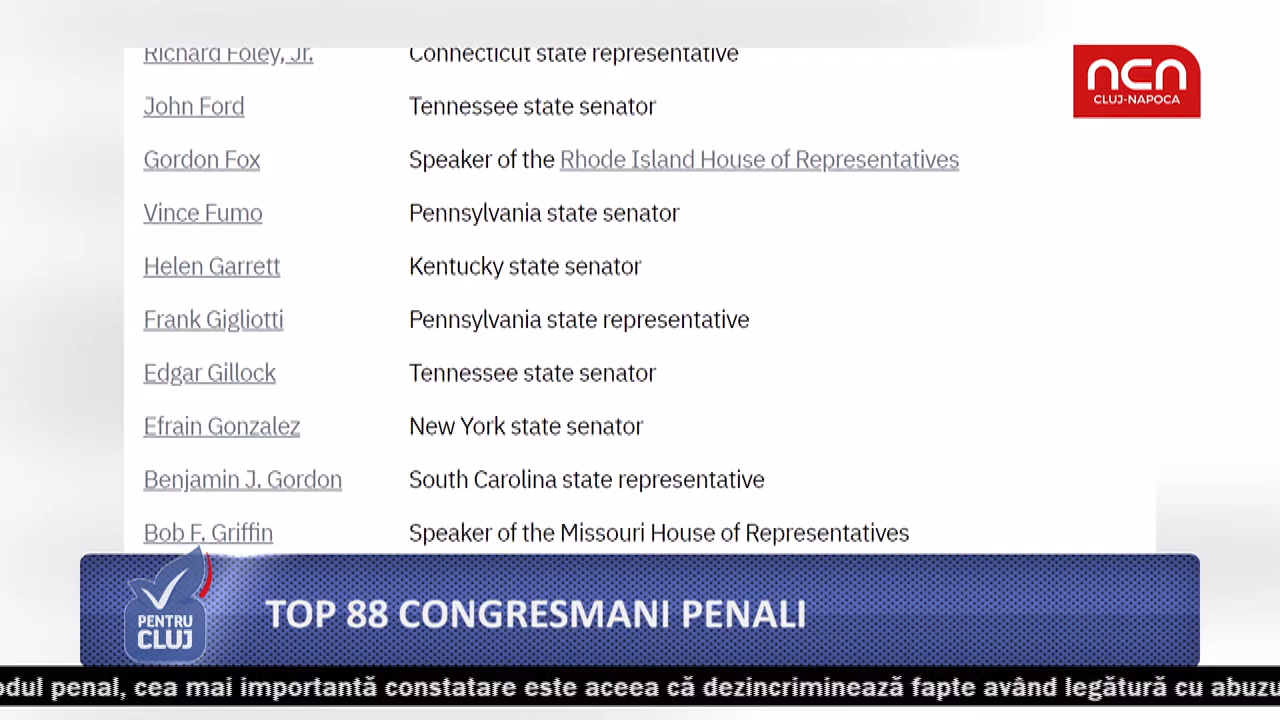 Richard Foley, Jr. Connecticut state representative
John Ford Tennessee state senator
Gordon Fox Speaker of the Rhode Island House of Representatives
Vince Fumo Pennsylvania state senator
Helen Garrett Kentucky state senator
Frank Gigliotti Pennsylvania state representative
Edgar Gillock Tennessee state senator
Efrain Gonzalez New York state senator
Benjamin J. Gordon South Carolina state representative
Bob F. Griffin Speaker of the Missouri House of Representatives
ncn
CLUJ-NAPOCA
PENTRU
CLUJ
TOP 88 CONGRESMANI PENALI
odul penal, cea mai importantă constatare este aceea că dezincriminează fapte având legătură cu abuzu